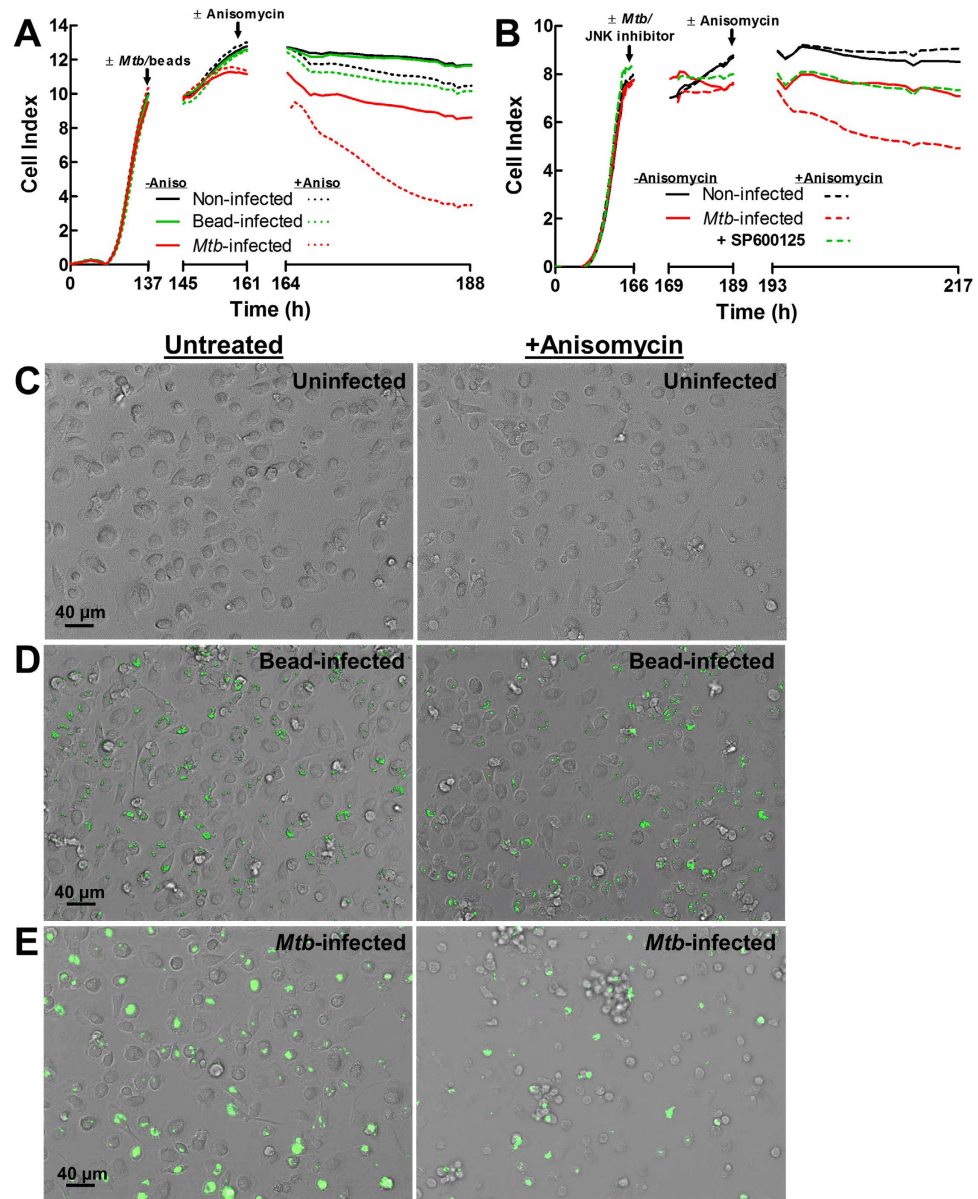 A
± Anisomycin
± Mtb/beads
Cell Index
14
12
10
8
6
4
2
0
-Aniso +Aniso
Non-infected
Bead-infected
Mtb-infected
0 137 145 161 164 188
Time (h)
B
± Mtb/
JNK inhibitor
± Anisomycin
Cell Index
10
8
6
4
2
0
-Anisomycin +Anisomycin
Non-infected
Mtb-infected
+ SP600125
0 166 169 189 193 217
Time (h)
Untreated +Anisomycin
C
Uninfected Uninfected
40 µm
D
Bead-infected Bead-infected
40 µm
E
Mtb-infected Mtb-infected
40 µm